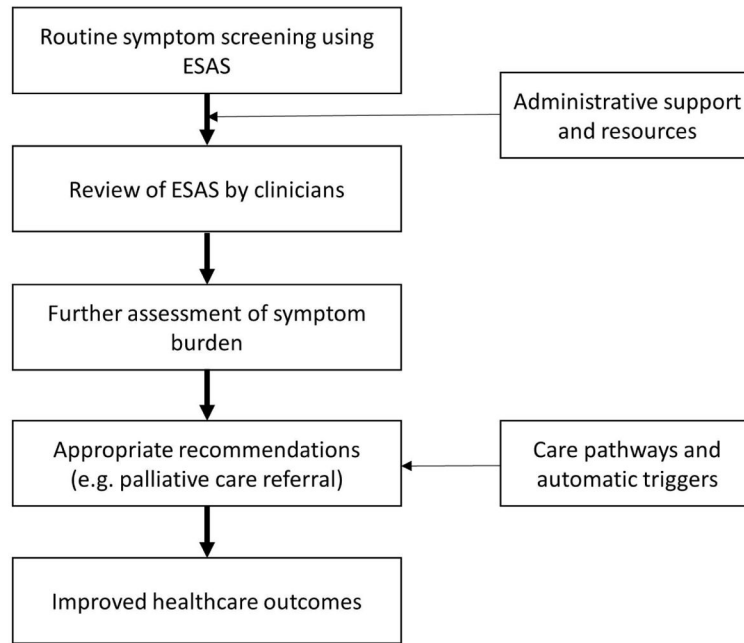 Routine symptom screening using
ESAS
Administrative support
and resources
Review of ESAS by clinicians
Further assessment of symptom
burden
Appropriate recommendations
(e.g. palliative care referral)
Care pathways and
automatic triggers
Improved healthcare outcomes